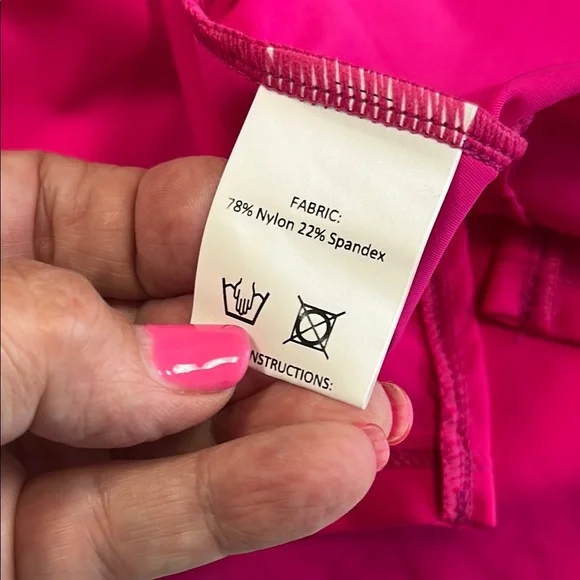 FABRIC:
78% Nylon 22% Spandex
INSTRUCTIONS: